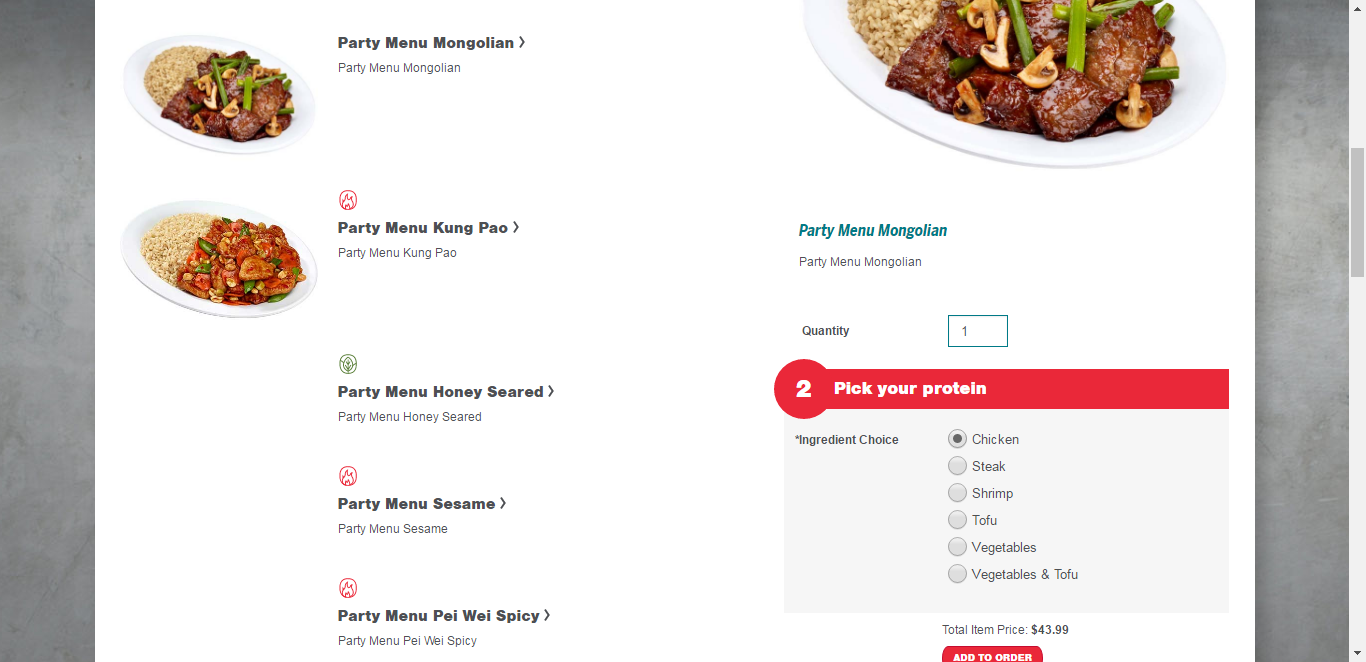 Party Menu Mongolian >
Party Menu Mongolian
Party Menu Kung Pao >
Party Menu Kung Pao
Party Menu Honey Seared >
Party Menu Honey Seared
Party Menu Sesame >
Party Menu Sesame
Party Menu Pei Wei Spicy >
Party Menu Pei Wei Spicy
Party Menu Mongolian
Party Menu Mongolian
Quantity 1
2 Pick your protein
*Ingredient Choice
Chicken
Steak
Shrimp
Tofu
Vegetables
Vegetables & Tofu
Total Item Price: $43.99
ADD TO ORDER